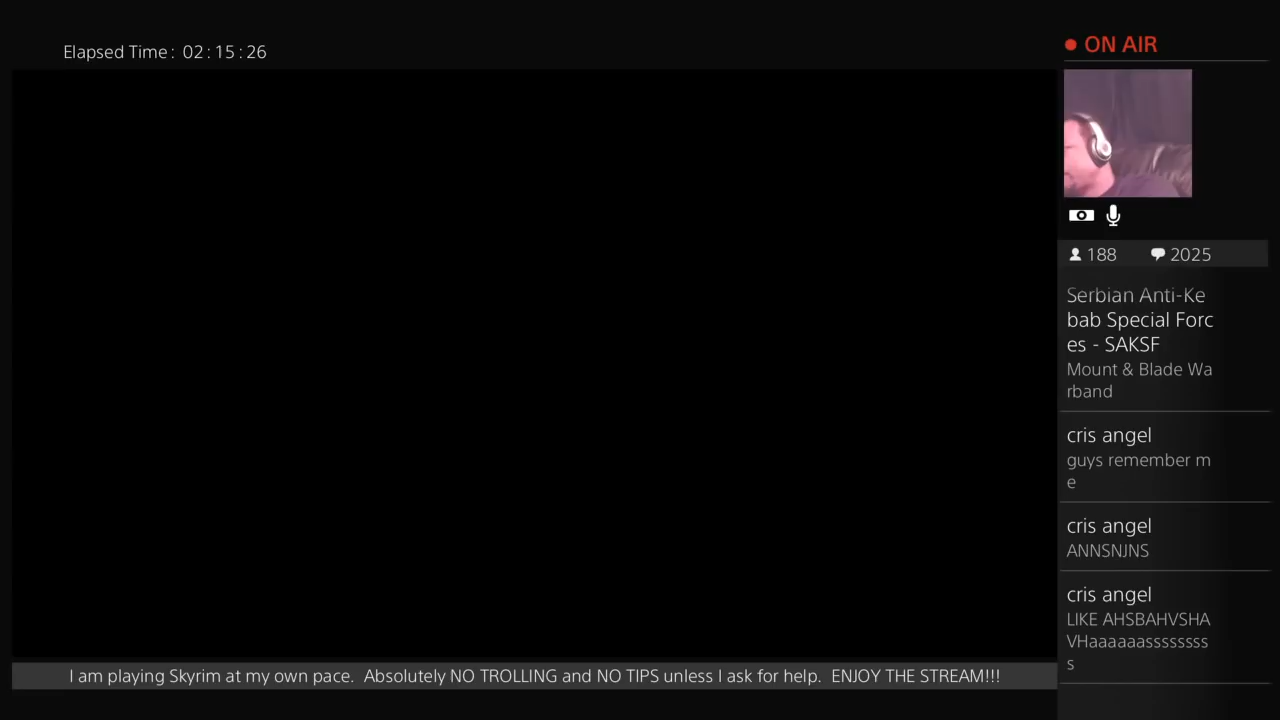 Elapsed Time: 02:15:26
ON AIR
188 2025
Serbian Anti-Ke
bab Special Forc
es - SAKSF
Mount & Blade Wa
rband
cris angel
guys remember m
e
cris angel
ANNSNJNS
cris angel
LIKE AHSBAHVSHA
VHaaaaaassssssss
s
I am playing Skyrim at my own pace. Absolutely NO TROLLING and NO TIPS unless I ask for help. ENJOY THE STREAM!!!